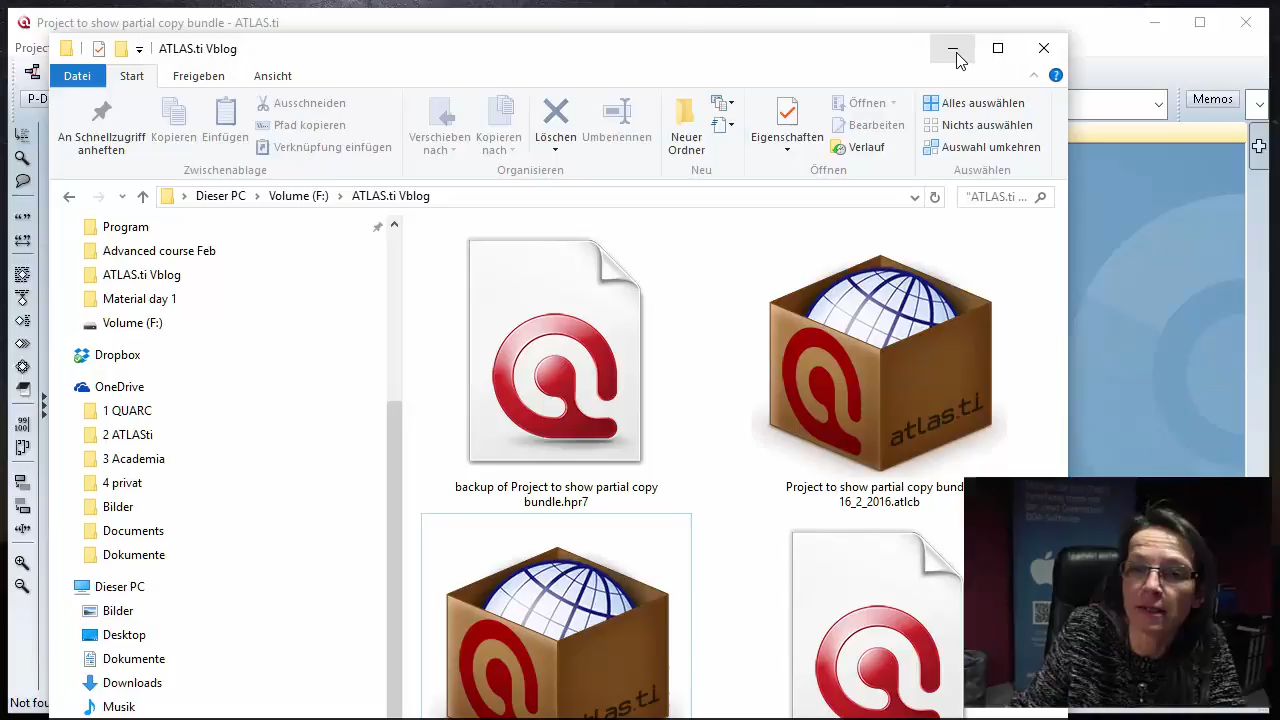 Project to show partial copy bundle - ATLAS.ti
Projec
ATLAS.ti Vblog
Datei
Start
Freigeben
Ansicht
An Schnellzugriff anheften
Kopieren
Einfügen
Ausschneiden
Pfad kopieren
Verknüpfung einfügen
Zwischenablage
Verschieben nach
Kopieren nach
Löschen
Umbenennen
Organisieren
Neuer Ordner
Neu
Eigenschaften
Öffnen
Bearbeiten
Verlauf
Öffnen
Alles auswählen
Nichts auswählen
Auswahl umkehren
Auswählen
P-D
Memos
Dieser PC
Volume (F:)
ATLAS.ti Vblog
"ATLAS.ti ...
Program
Advanced course Feb
ATLAS.ti Vblog
Material day 1
Volume (F:)
Dropbox
OneDrive
1 QUARC
2 ATLASti
3 Academia
4 privat
Bilder
Documents
Dokumente
Dieser PC
Bilder
Desktop
Dokumente
Downloads
Musik
atlas.ti
backup of Project to show partial copy
bundle.hpr7
Project to show partial copy bund
16_2_2016.atlcb
atlas.ti
Not fou